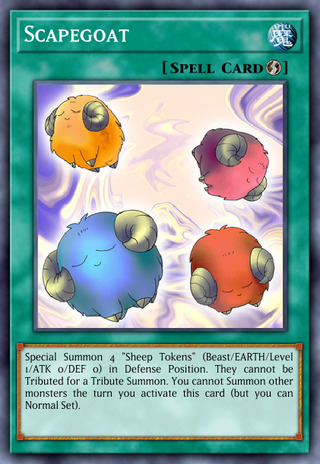 Scapegoat
魔
[Spell Card]
Special Summon 4 "Sheep Tokens" (Beast/EARTH/Level
1/ATK 0/DEF 0) in Defense Position. They cannot be
Tributed for a Tribute Summon. You cannot Summon other
monsters the turn you activate this card (but you can
Normal Set).